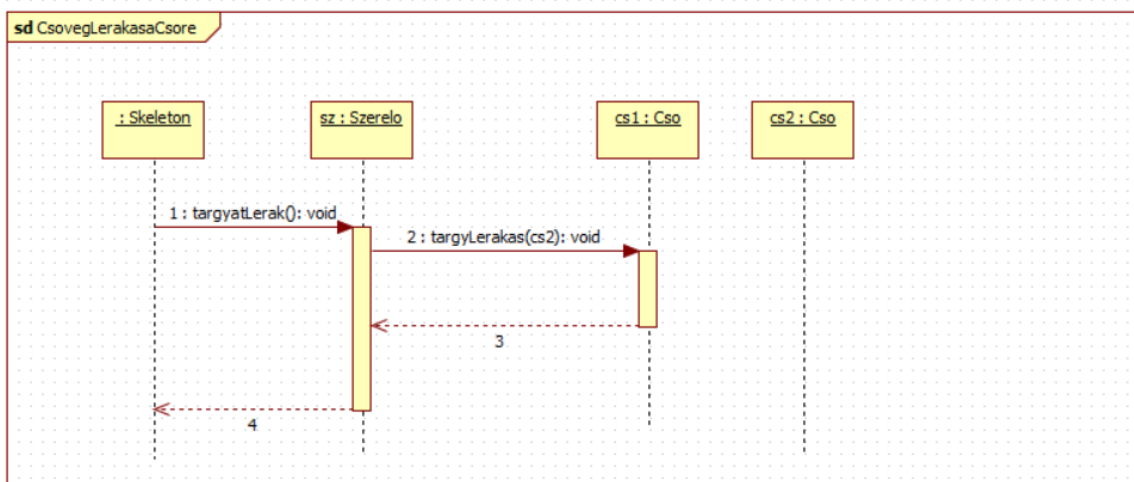 sd CsovegLerakasaCsore
: Skeleton
sz : Szerelo
cs1 : Cso
cs2 : Cso
1 : targyatLerak(): void
2 : targyLerakas(cs2): void
3
4